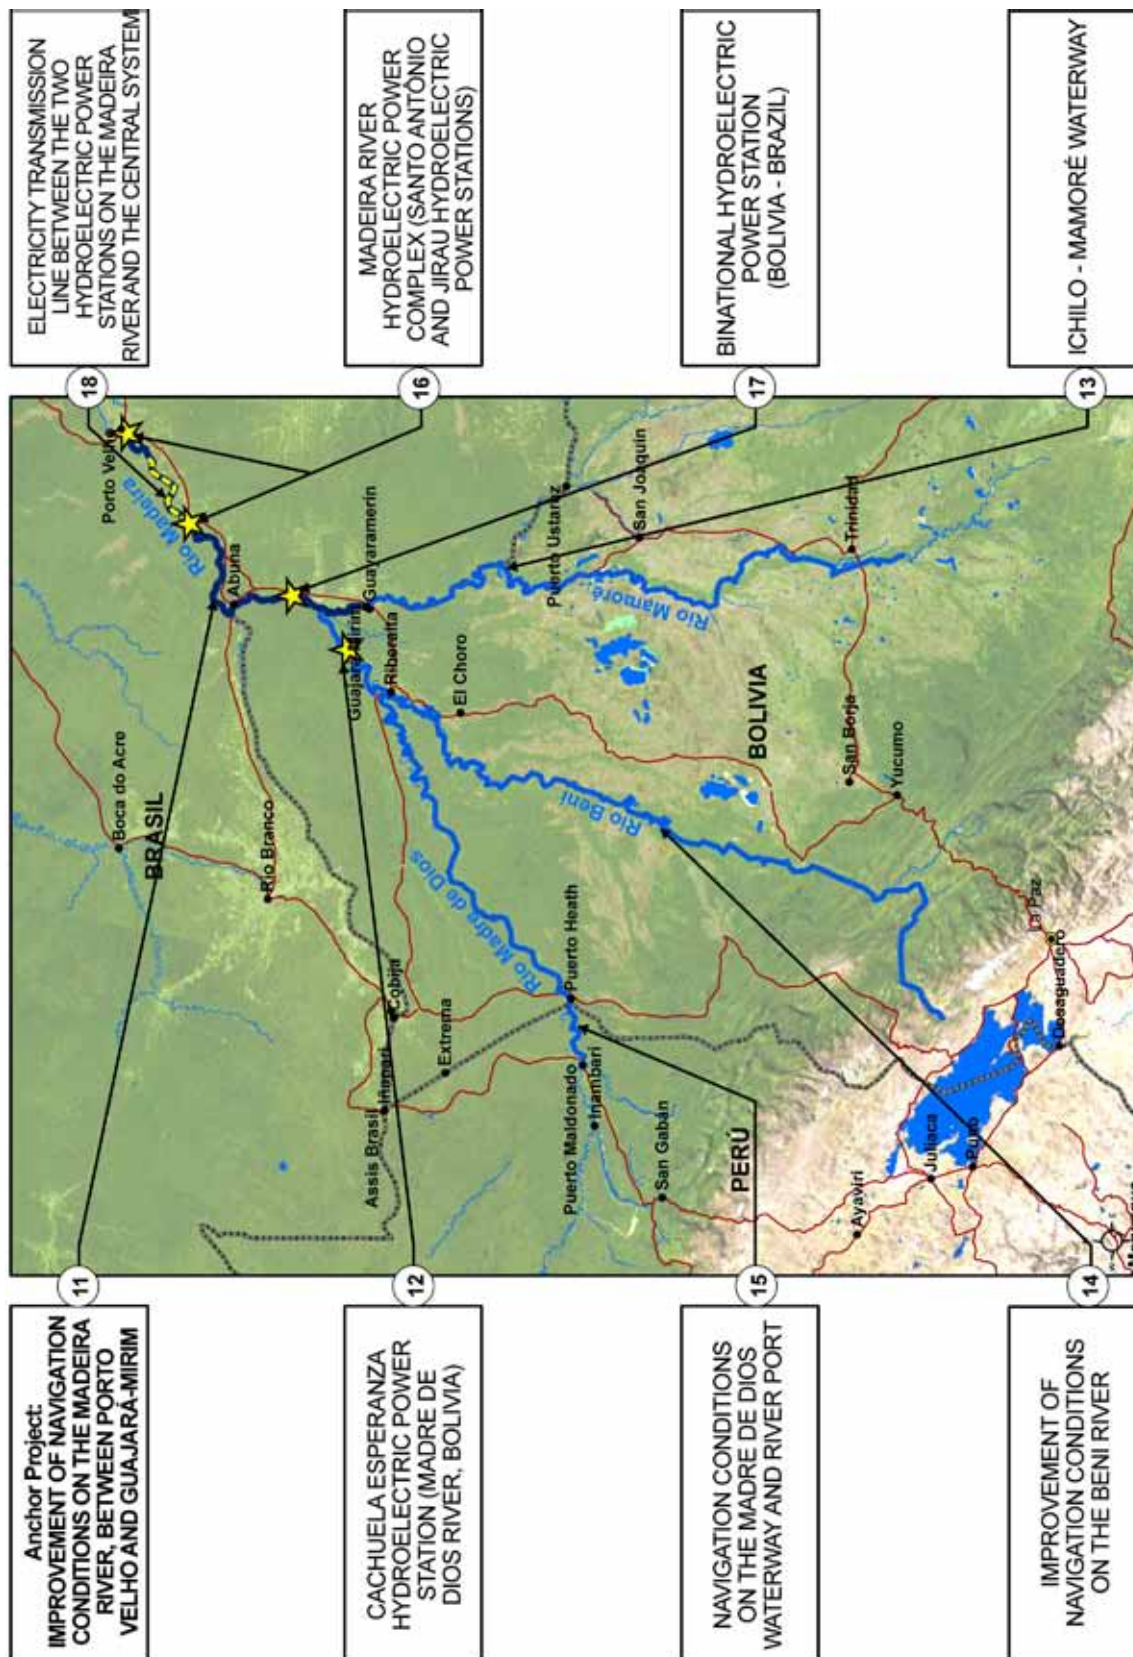 Anchor Project:
IMPROVEMENT OF NAVIGATION
CONDITIONS ON THE MADEIRA
RIVER, BETWEEN PORTO
VELHO AND GUAJARÁ-MIRIM
11
CACHUELA ESPERANZA
HYDROELECTRIC POWER
STATION (MADRE DE
DIOS RIVER, BOLIVIA)
12
NAVIGATION CONDITIONS
ON THE MADRE DE DIOS
WATERWAY AND RIVER PORT
15
IMPROVEMENT OF
NAVIGATION CONDITIONS
ON THE BENI RIVER
14
Porto Velho
Río Madeira
Abuna
Boca do Acre
BRASIL
Río Branco
Guayaramerín
Guajará-Mirim
Riberalta
El Choro
Cobija
Iñapari
Assis Brasil
Extrema
Río Madre de Dios
Puerto Heath
Puerto Maldonado
Inambari
San Gabán
PERÚ
Puerto Ustarez
San Joaquín
Río Mamoré
Trinidad
BOLIVIA
Río Beni
San Borja
Yucumo
La Paz
Desaguadero
Ayaviri
Juliaca
Puno
18
ELECTRICITY TRANSMISSION
LINE BETWEEN THE TWO
HYDROELECTRIC POWER
STATIONS ON THE MADEIRA
RIVER AND THE CENTRAL SYSTEM
16
MADEIRA RIVER
HYDROELECTRIC POWER
COMPLEX (SANTO ANTÔNIO
AND JIRAU HYDROELECTRIC
POWER STATIONS)
17
BINATIONAL HYDROELECTRIC
POWER STATION
(BOLIVIA - BRAZIL)
13
ICHILO - MAMORÉ WATERWAY